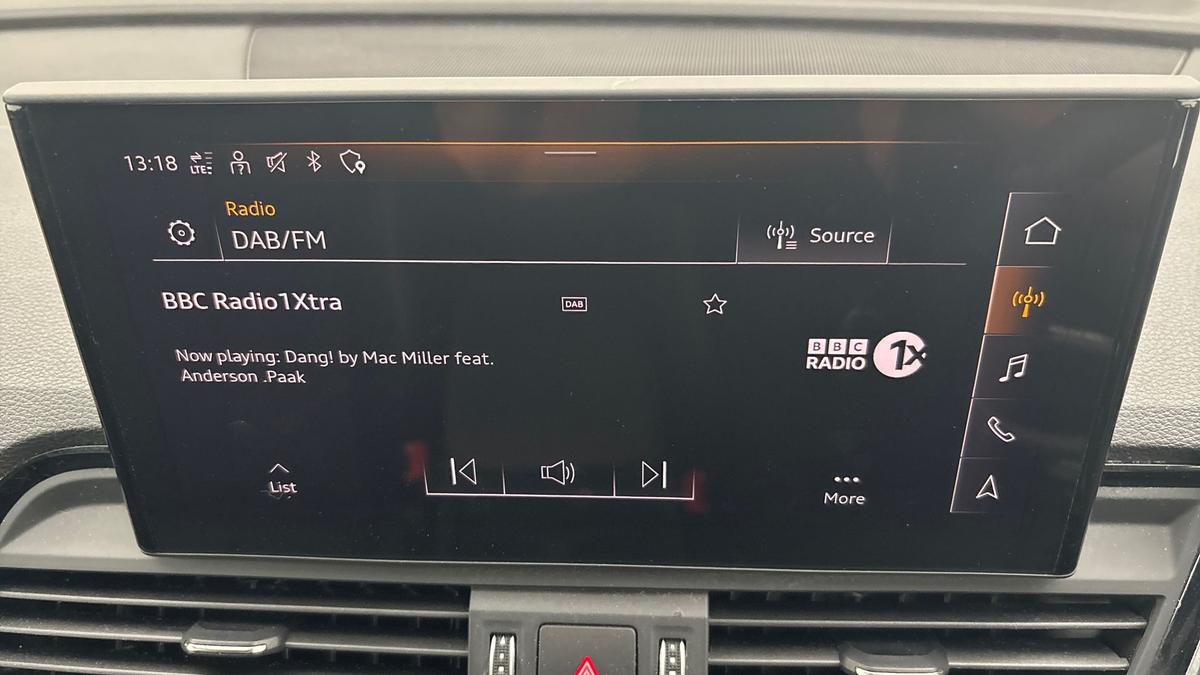 13:18 LTE
Radio
DAB/FM
Source
BBC Radio1Xtra
DAB
Now playing: Dang! by Mac Miller feat.
Anderson .Paak
BBC
RADIO 1X
List
More